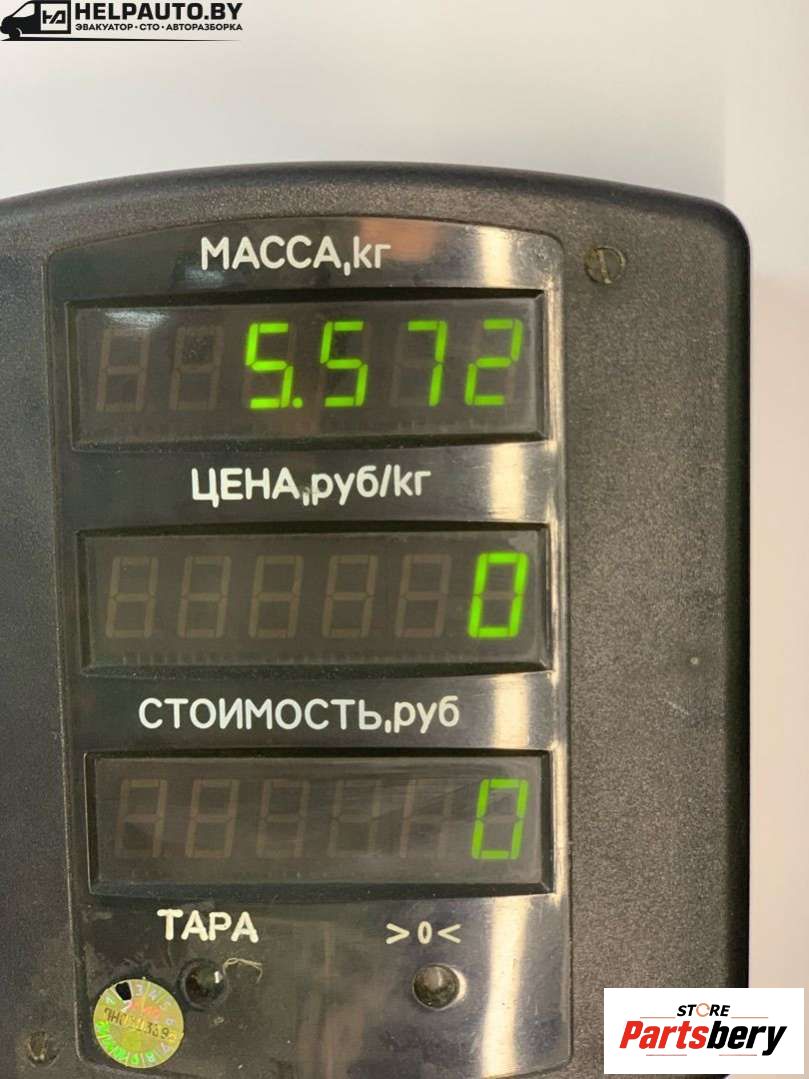 HELPAUTO.BY
ЭВАКУАТОР • СТО • АВТОРАЗБОРКА
МАССА,кг
5.572
ЦЕНА,руб/кг
0
СТОИМОСТЬ,руб
0
ТАРА >0<
STORE
Partsbery